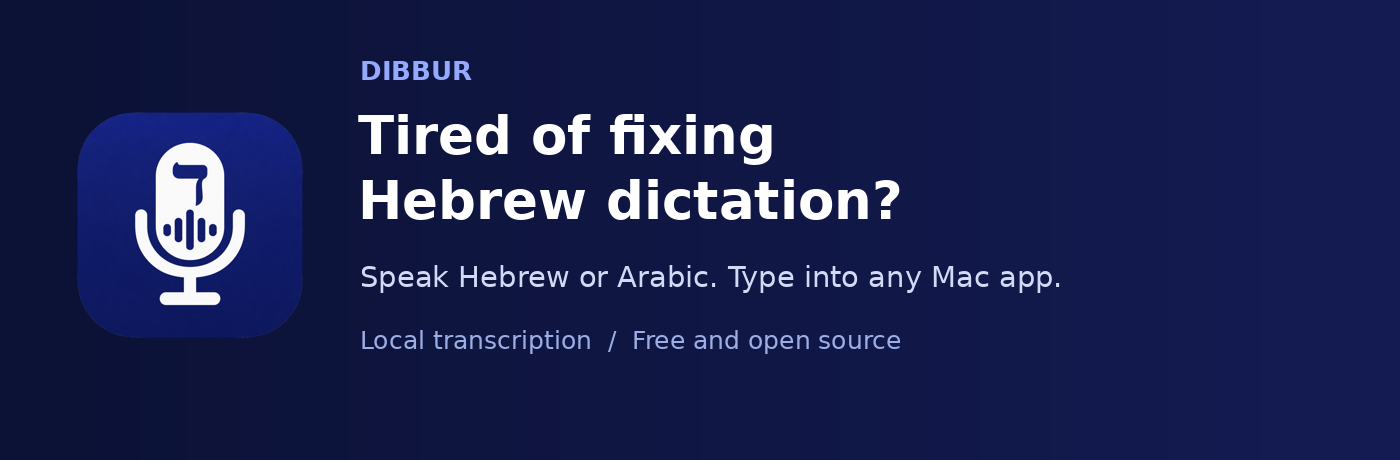 DIBBUR
ד
Tired of fixing
Hebrew dictation?
Speak Hebrew or Arabic. Type into any Mac app.
Local transcription / Free and open source